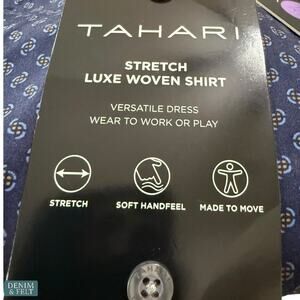 TAHARI
STRETCH
LUXE WOVEN SHIRT
VERSATILE DRESS
WEAR TO WORK OR PLAY
STRETCH
SOFT HANDFEEL
MADE TO MOVE
TAHARI
DENIM
& FELT